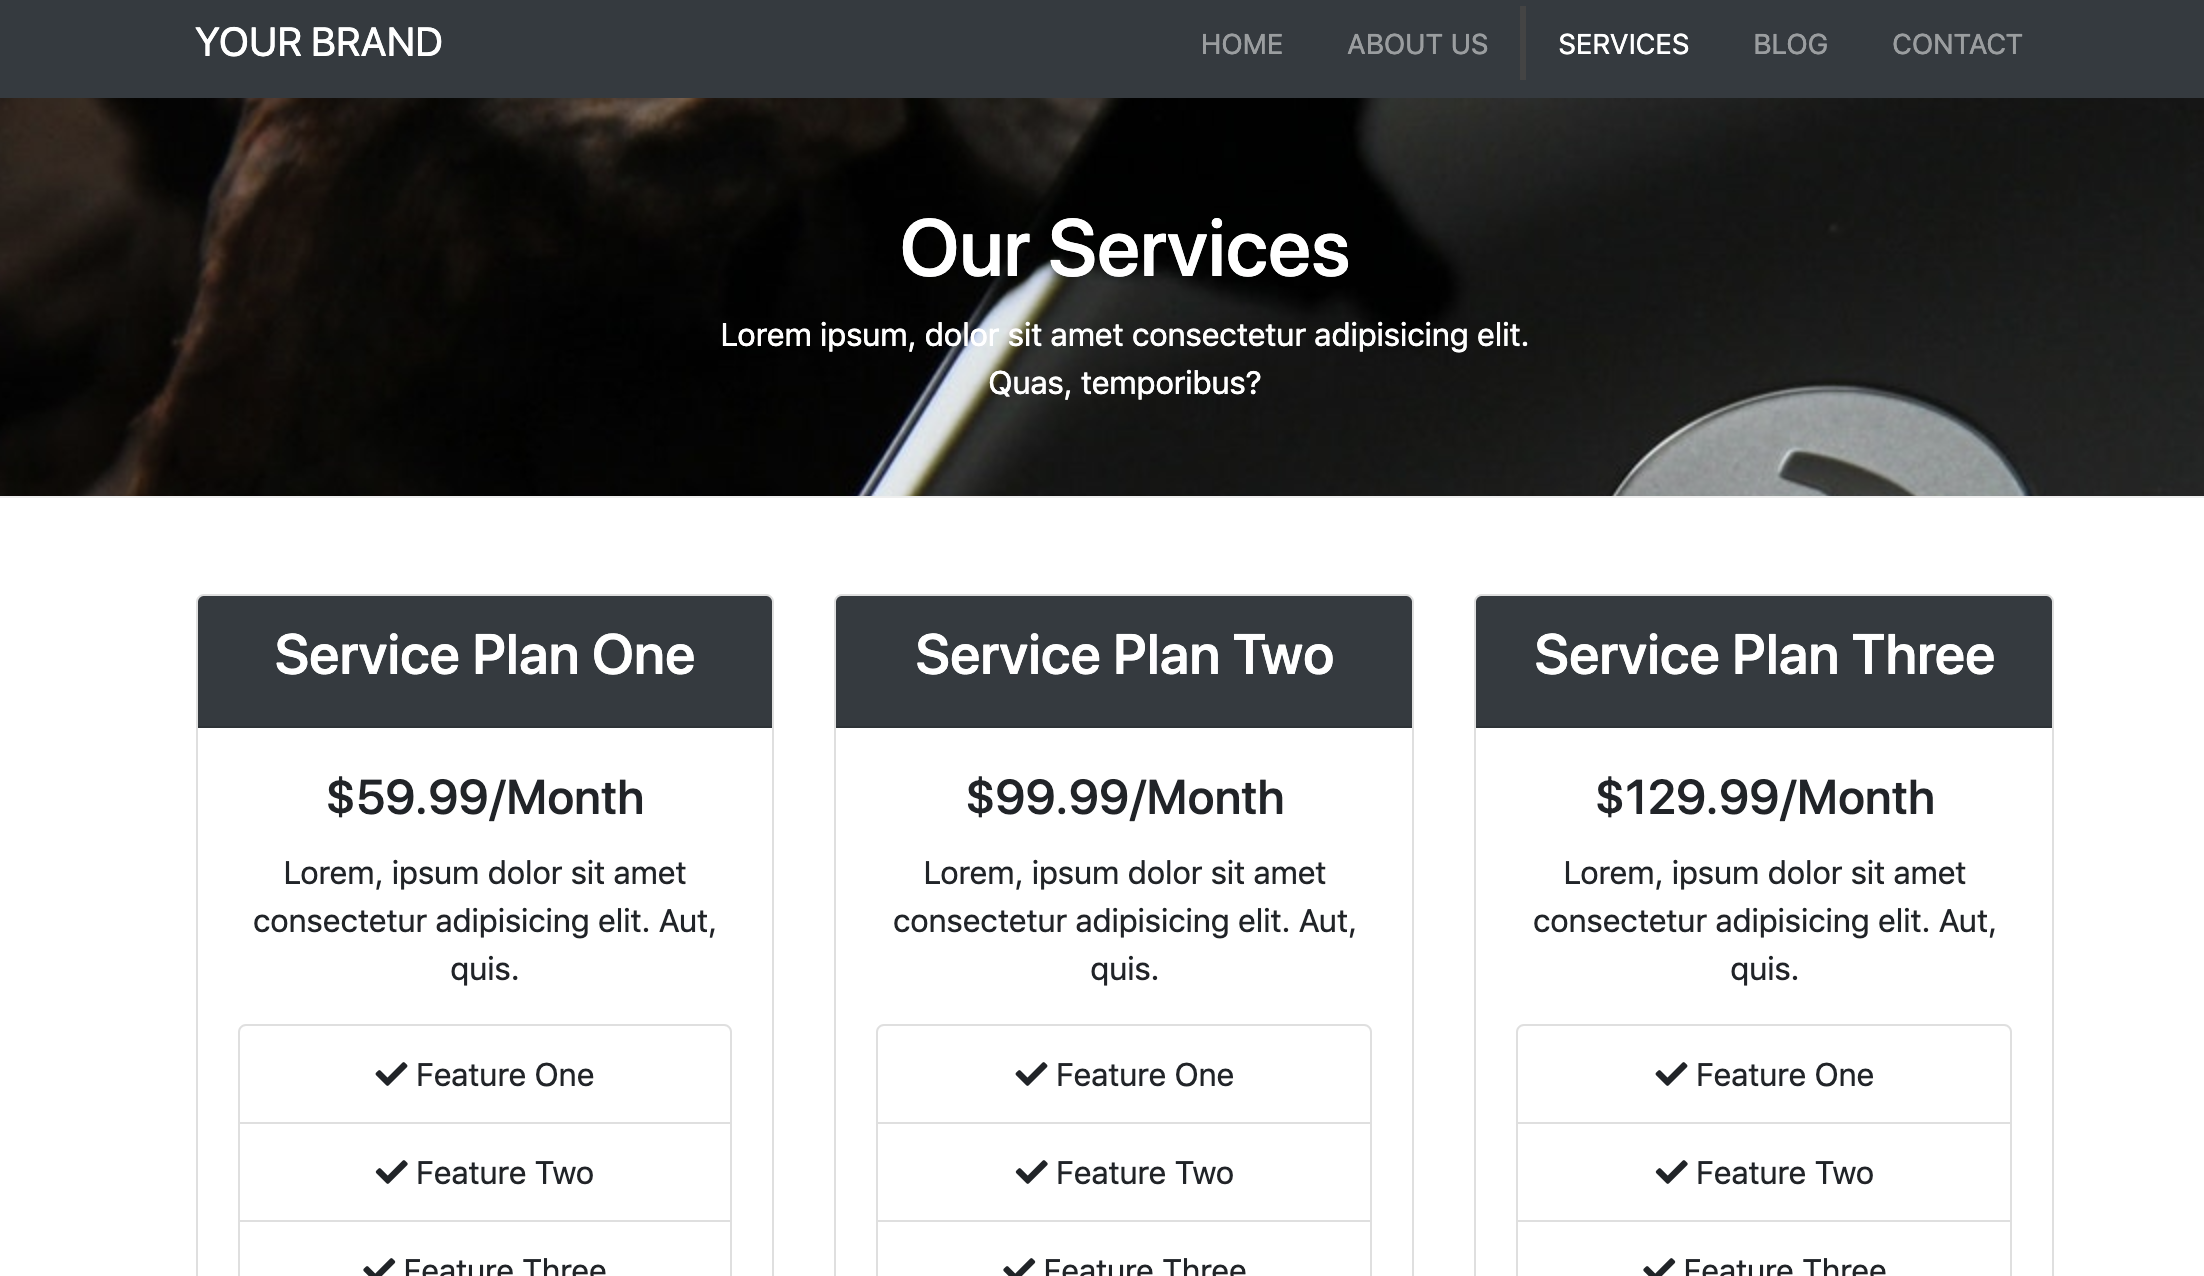 YOUR BRAND
HOME ABOUT US SERVICES BLOG CONTACT
Our Services
Lorem ipsum, dolor sit amet consectetur adipisicing elit.
Quas, temporibus?
Service Plan One
$59.99/Month
Lorem, ipsum dolor sit amet
consectetur adipisicing elit. Aut,
quis.
Feature One
Feature Two
Feature Three
Service Plan Two
$99.99/Month
Lorem, ipsum dolor sit amet
consectetur adipisicing elit. Aut,
quis.
Feature One
Feature Two
Feature Three
Service Plan Three
$129.99/Month
Lorem, ipsum dolor sit amet
consectetur adipisicing elit. Aut,
quis.
Feature One
Feature Two
Feature Three